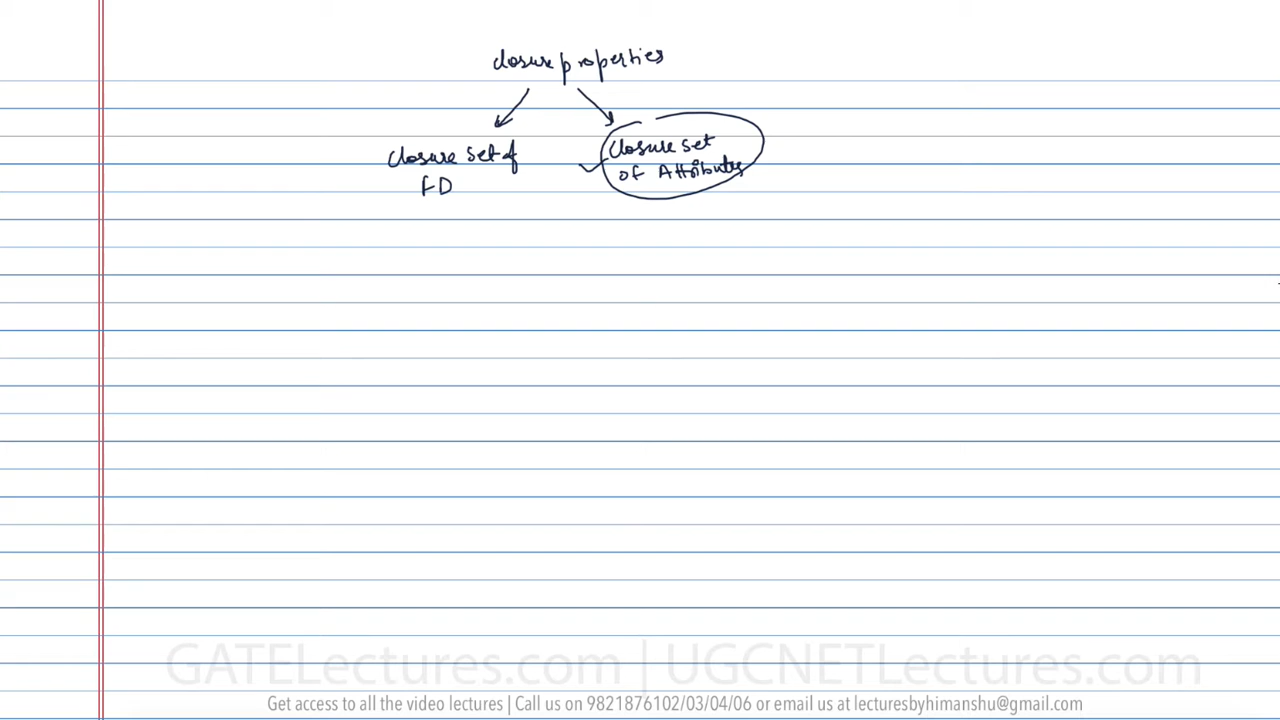 closure properties
closure set of
FD
closure set
of Attributes
GATELectures.com | UGCNETLectures.com
Get access to all the video lectures | Call us on 9821876102/03/04/06 or email us at lecturesbyhimanshu@gmail.com